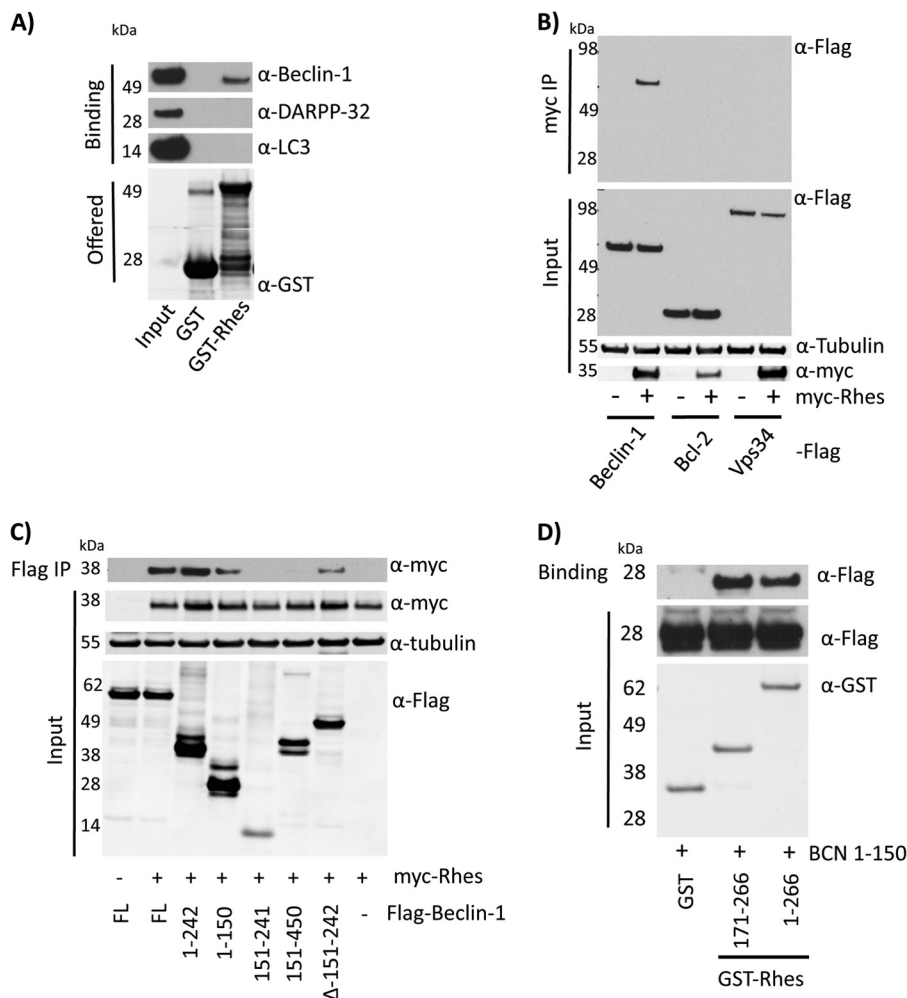 A)
kDa
Binding
49
α-Beclin-1
28
α-DARPP-32
14
α-LC3
Offered
49
28
α-GST
Input
GST
GST-Rhes
B)
myc IP
98
49
28
α-Flag
Input
98
49
28
α-Flag
55
α-Tubulin
35
α-myc
- + - + - + myc-Rhes
Beclin-1
Bcl-2
Vps34
-Flag
C)
kDa
Flag IP
38
α-myc
Input
38
α-myc
55
α-tubulin
62
49
38
28
14
α-Flag
- + + + + + + + myc-Rhes
FL
FL
1-242
1-150
151-241
151-450
Δ-151-242
-
Flag-Beclin-1
D)
kDa
Binding
28
α-Flag
Input
28
α-Flag
62
49
38
28
α-GST
+ + + BCN 1-150
GST
171-266
1-266
GST-Rhes